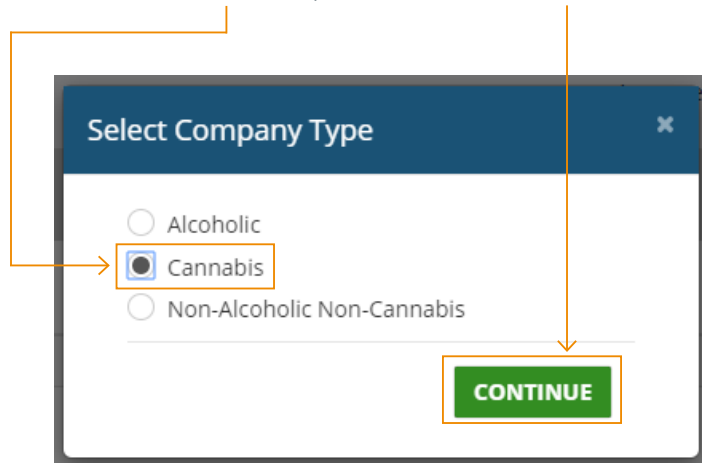 Select Company Type
Alcoholic
Cannabis
Non-Alcoholic Non-Cannabis
CONTINUE